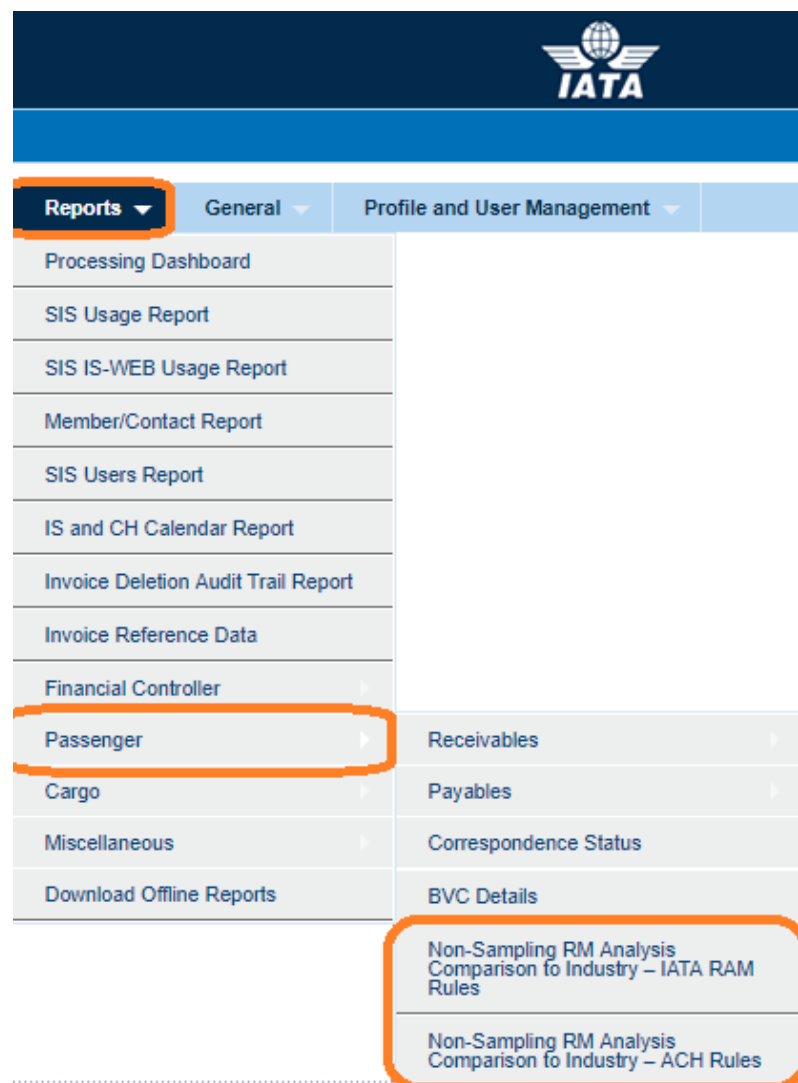 IATA
Reports
General
Profile and User Management
Processing Dashboard
SIS Usage Report
SIS IS-WEB Usage Report
Member/Contact Report
SIS Users Report
IS and CH Calendar Report
Invoice Deletion Audit Trail Report
Invoice Reference Data
Financial Controller
Passenger
Cargo
Miscellaneous
Download Offline Reports
Receivables
Payables
Correspondence Status
BVC Details
Non-Sampling RM Analysis
Comparison to Industry – IATA RAM
Rules
Non-Sampling RM Analysis
Comparison to Industry – ACH Rules